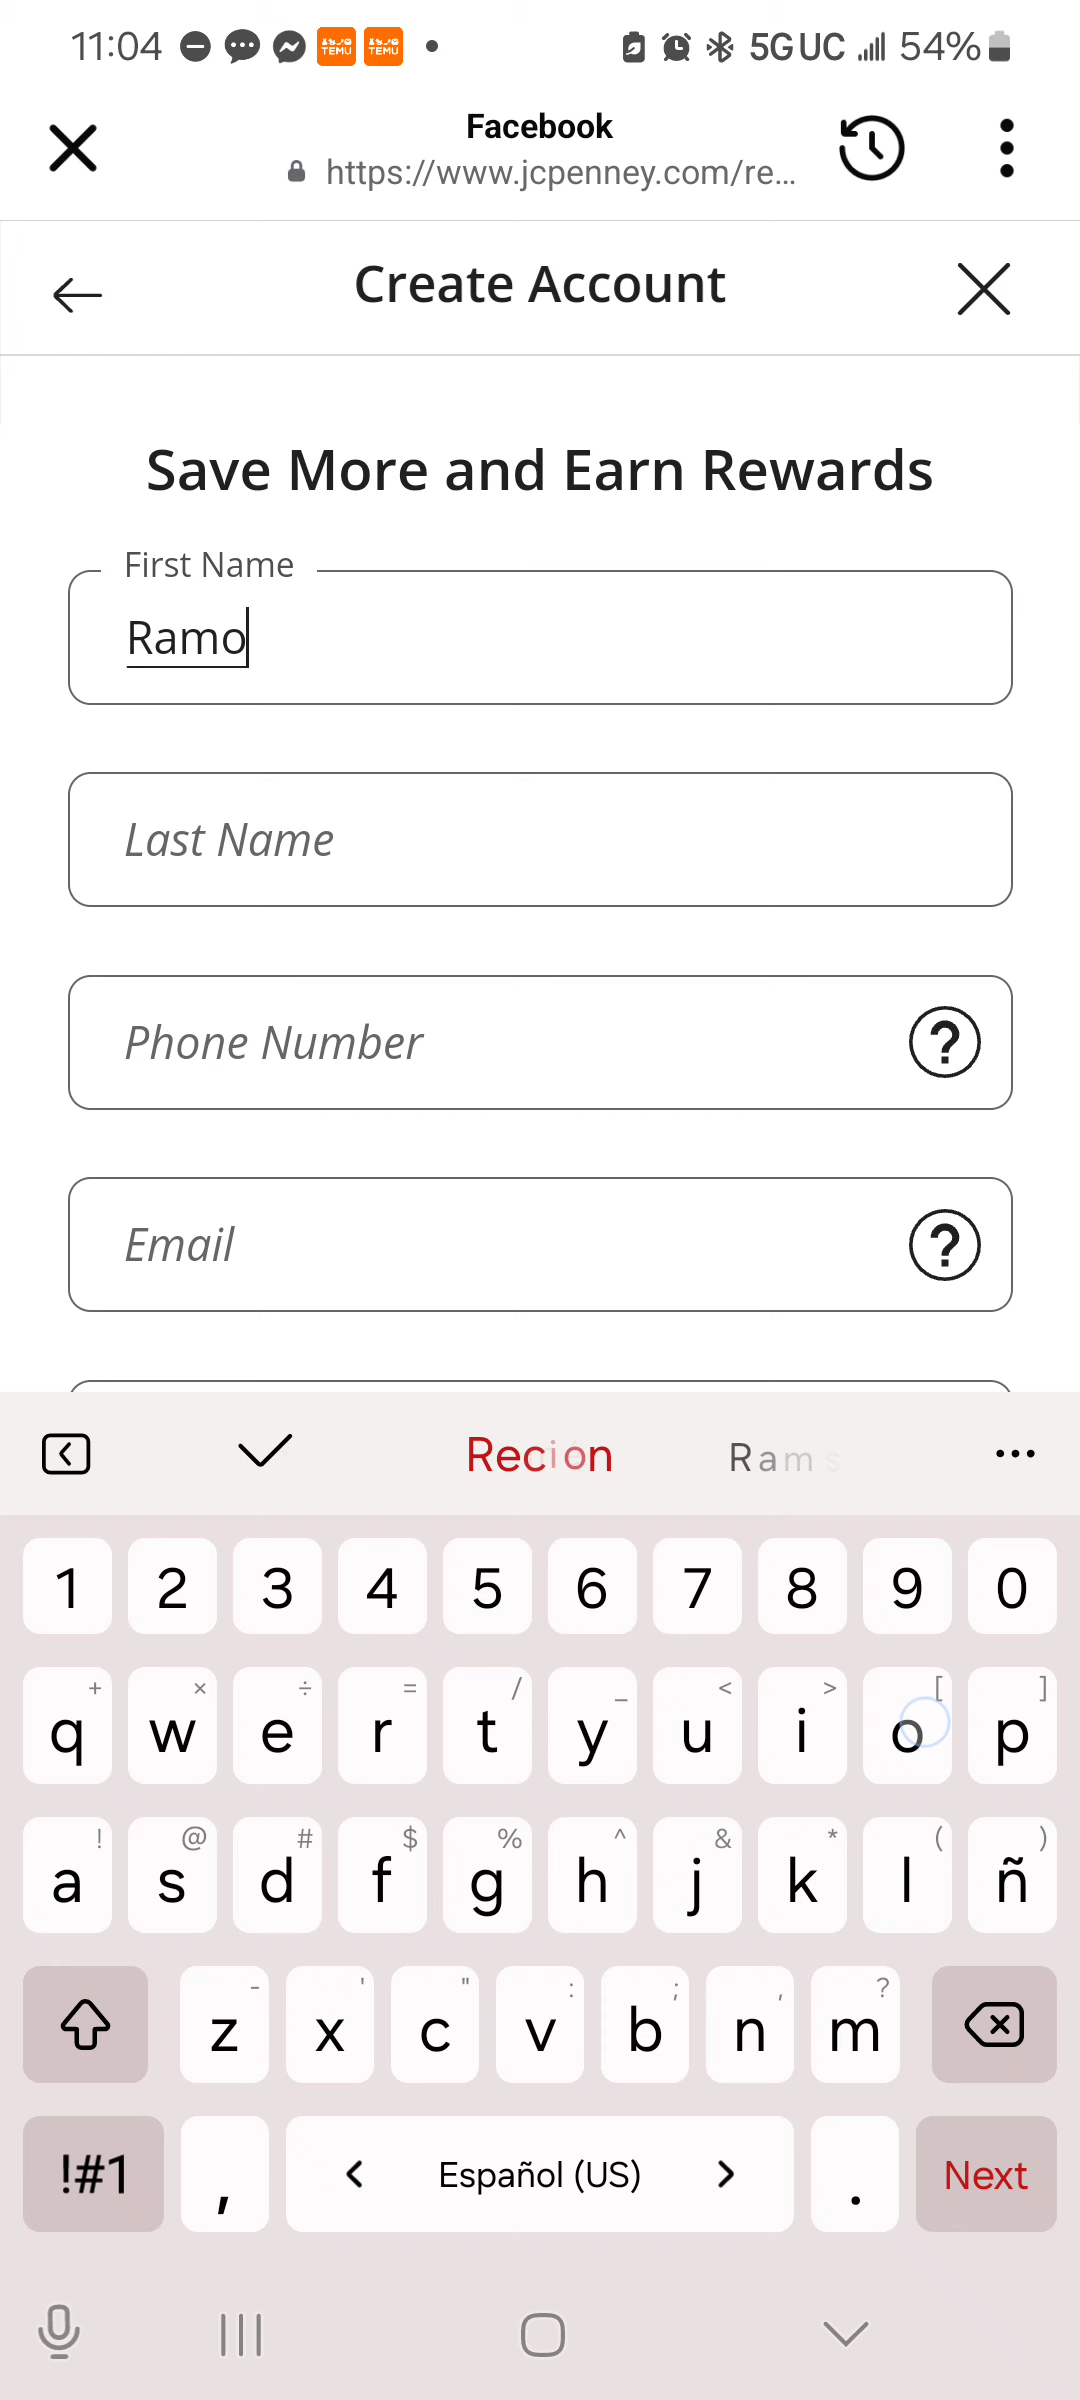 11:04 TEMU TEMU 5G UC 54%
Facebook
https://www.jcpenney.com/re...
Create Account
Save More and Earn Rewards
First Name
Ramo
Last Name
Phone Number ?
Email ?
1 2 3 4 5 6 7 8 9 0
+ × ÷ = / _ < > [ ]
q w e r t y u i o p
! @ # $ % ^ & * ( )
a s d f g h j k l ñ
- ' " : ; , ?
z x c v b n m
!#1 , < Español (US) > . Next